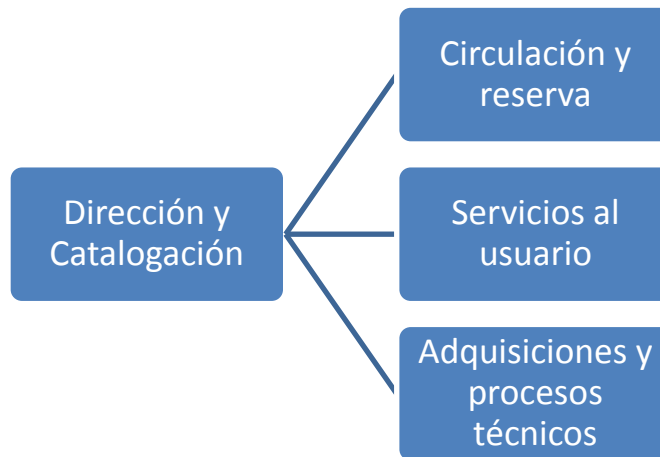 Circulación y
reserva
Dirección y
Catalogación
Servicios al
usuario
Adquisiciones y
procesos
técnicos